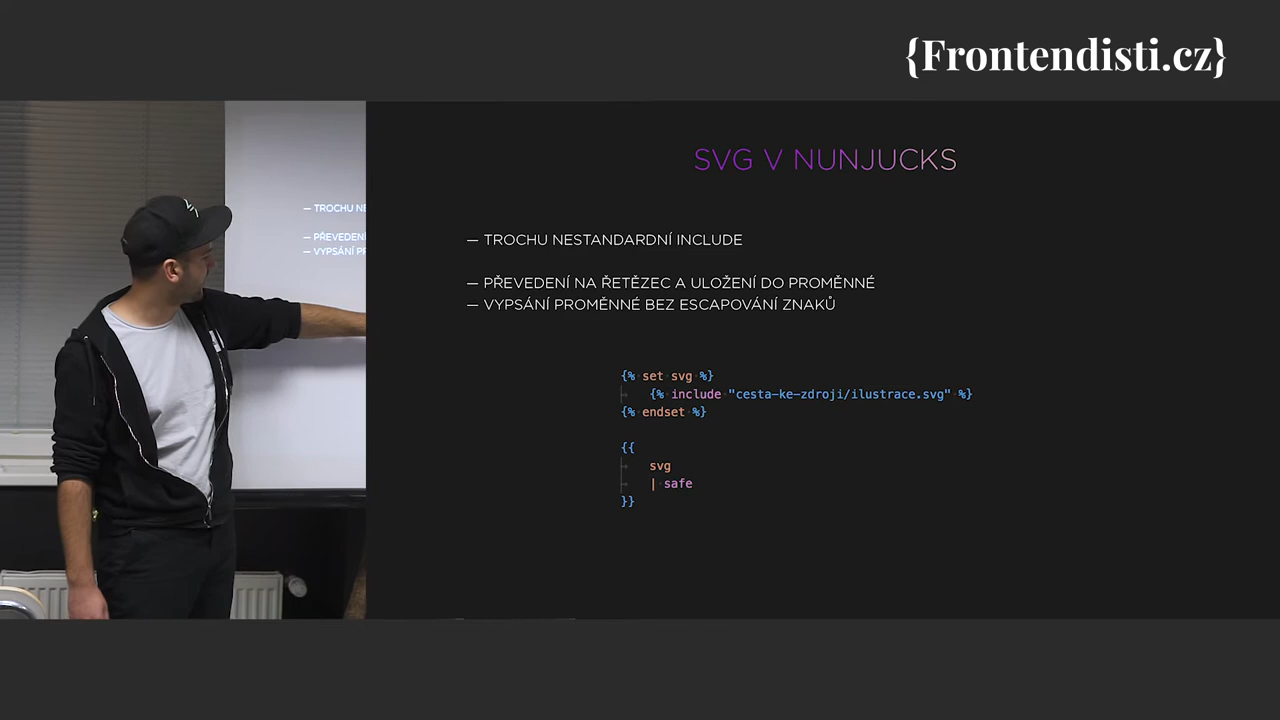 {Frontendisti.cz}
— TROCHU NE
— PŘEVEDENÍ
— VYPSÁNÍ PR
SVG V NUNJUCKS
— TROCHU NESTANDARDNÍ INCLUDE
— PŘEVEDENÍ NA ŘETĚZEC A ULOŽENÍ DO PROMĚNNÉ
— VYPSÁNÍ PROMĚNNÉ BEZ ESCAPOVÁNÍ ZNAKŮ
{% set svg %}
{% include "cesta-ke-zdroji/ilustrace.svg" %}
{% endset %}
{{
svg
| safe
}}